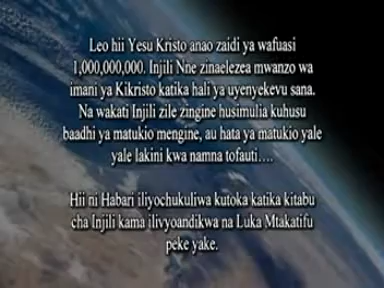 Leo hii Yesu Kristo anao zaidi ya wafuasi
1,000,000,000. Injili Nne zinaelezea mwanzo wa
imani ya Kikristo katika hali ya uyenyekevu sana.
Na wakati Injili zile zingine husimulia kuhusu
baadhi ya matukio mengine, au hata ya matukio yale
yale lakini kwa namna tofauti....
Hii ni Habari iliyochukuliwa kutoka katika kitabu
cha Injili kama ilivyoandikwa na Luka Mtakatifu
peke yake.